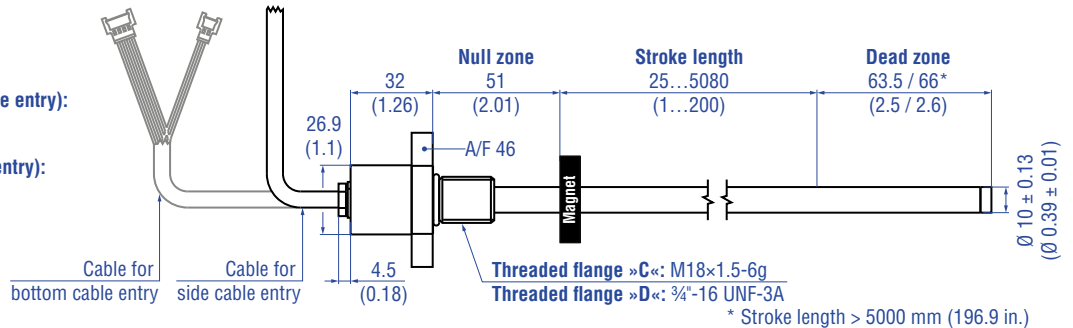 Null zone
Stroke length
Dead zone
32
51
25…5080
63.5 / 66*
(1.26)
(2.01)
(1…200)
(2.5 / 2.6)
e entry):
26.9
(1.1)
A/F 46
entry):
Magnet
Ø 10 ± 0.13
(Ø 0.39 ± 0.01)
Cable for
bottom cable entry
Cable for
side cable entry
4.5
(0.18)
Threaded flange »C«: M18×1.5-6g
Threaded flange »D«: ¾"-16 UNF-3A
* Stroke length > 5000 mm (196.9 in.)